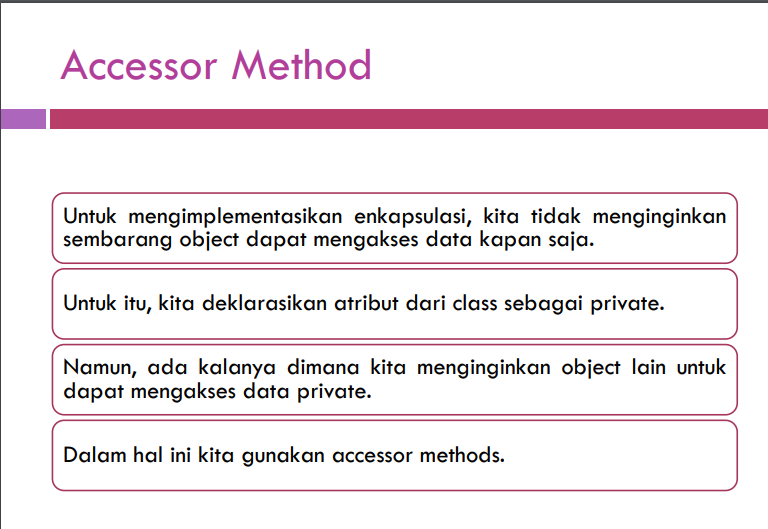 Accessor Method
Untuk mengimplementasikan enkapsulasi, kita tidak menginginkan
sembarang object dapat mengakses data kapan saja.
Untuk itu, kita deklarasikan atribut dari class sebagai private.
Namun, ada kalanya dimana kita menginginkan object lain untuk
dapat mengakses data private.
Dalam hal ini kita gunakan accessor methods.